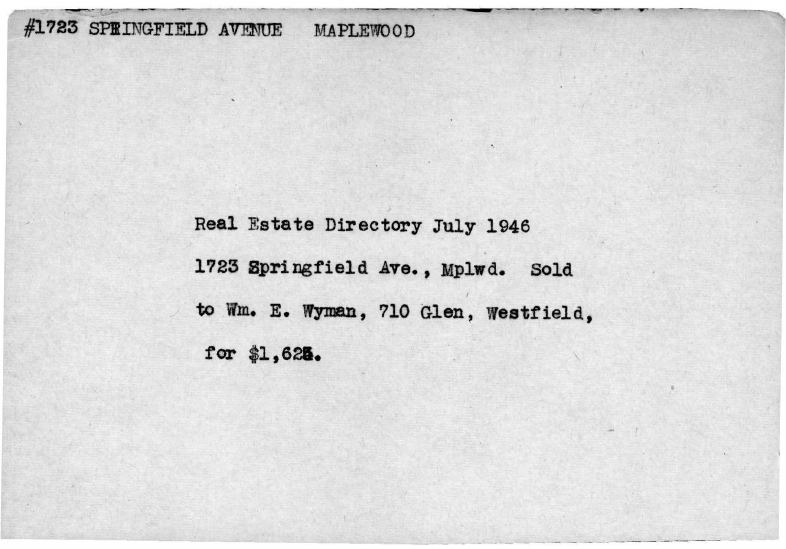 #1723 SPRINGFIELD AVENUE MAPLEWOOD
Real Estate Directory July 1946
1723 Springfield Ave., Mplwd. Sold
to Wm. E. Wyman, 710 Glen, Westfield,
for $1,625.